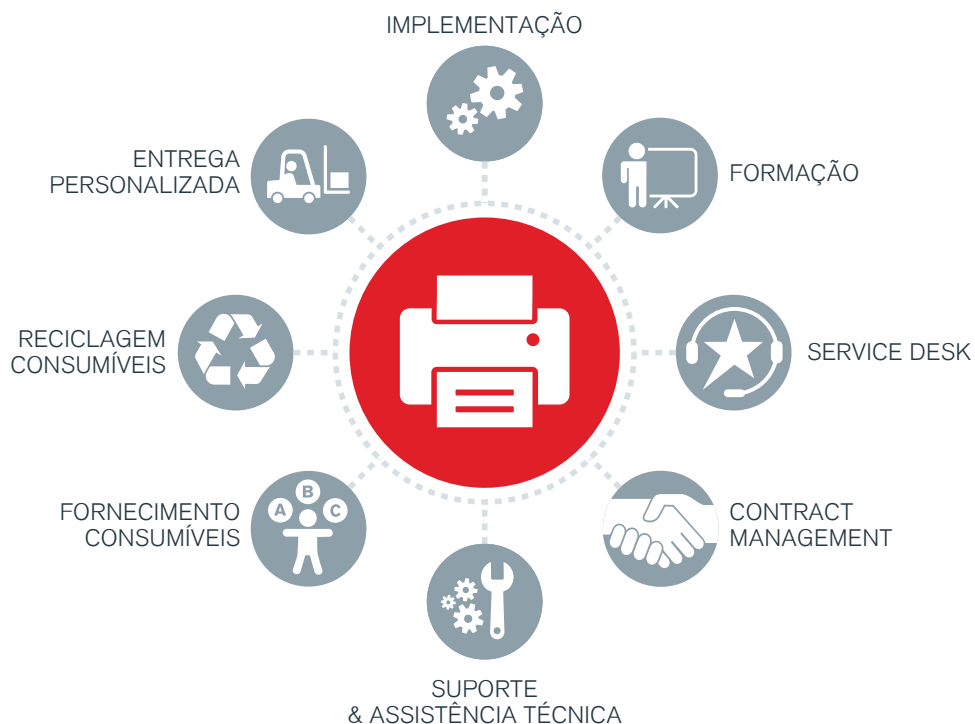 IMPLEMENTAÇÃO
ENTREGA
PERSONALIZADA
FORMAÇÃO
RECICLAGEM
CONSUMÍVEIS
SERVICE DESK
FORNECIMENTO
CONSUMÍVEIS
A
B
C
CONTRACT
MANAGEMENT
SUPORTE
& ASSISTÊNCIA TÉCNICA